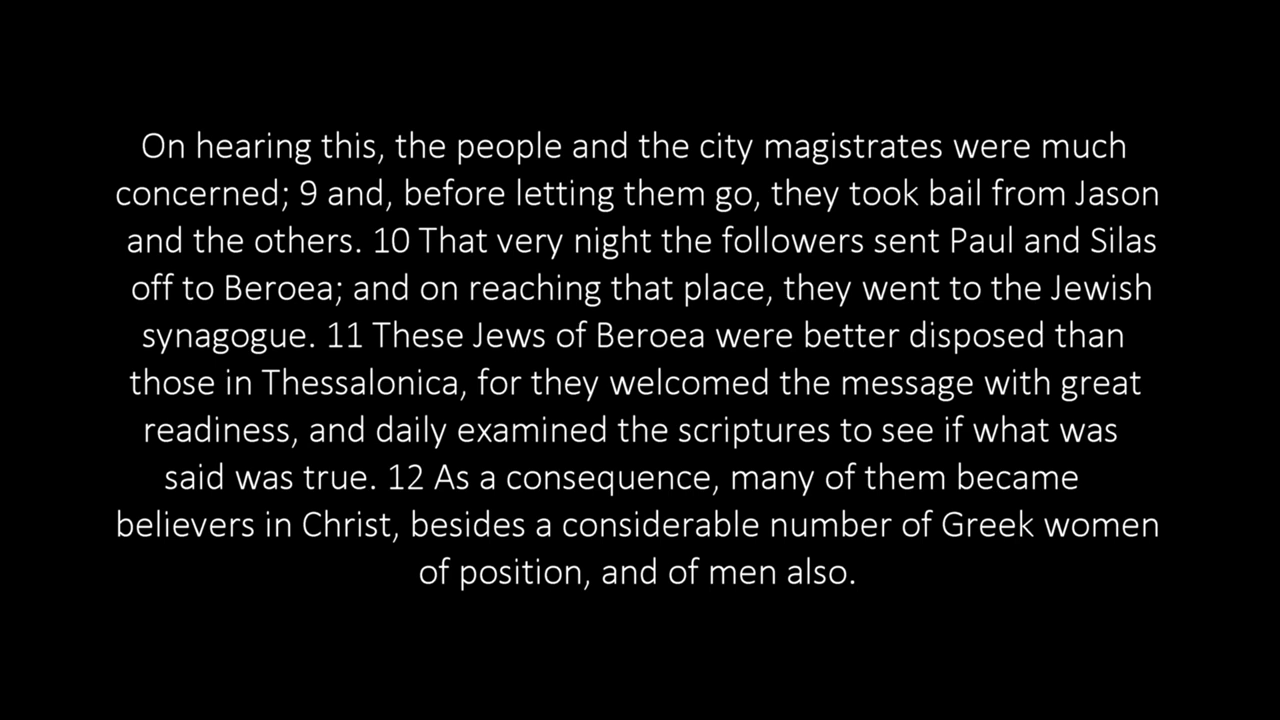 On hearing this, the people and the city magistrates were much
concerned; 9 and, before letting them go, they took bail from Jason
and the others. 10 That very night the followers sent Paul and Silas
off to Beroea; and on reaching that place, they went to the Jewish
synagogue. 11 These Jews of Beroea were better disposed than
those in Thessalonica, for they welcomed the message with great
readiness, and daily examined the scriptures to see if what was
said was true. 12 As a consequence, many of them became
believers in Christ, besides a considerable number of Greek women
of position, and of men also.